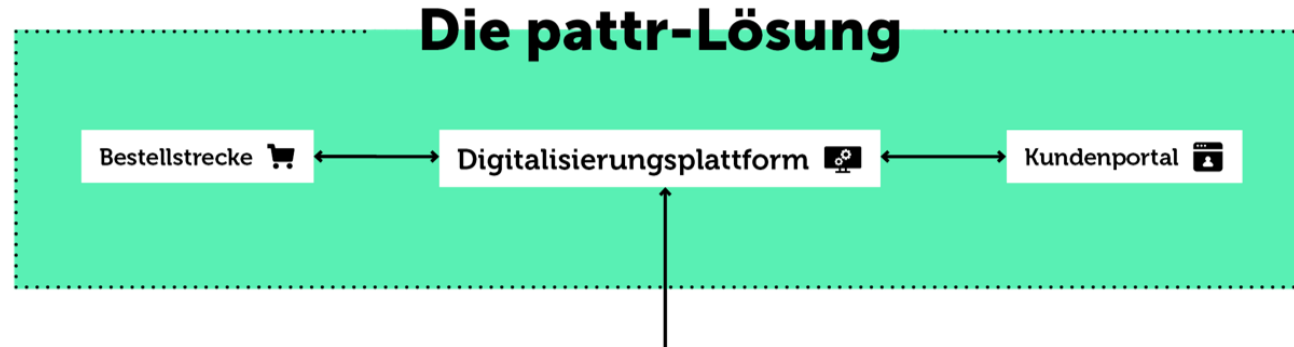 Die pattr-Lösung
Bestellstrecke
Digitalisierungsplattform
Kundenportal